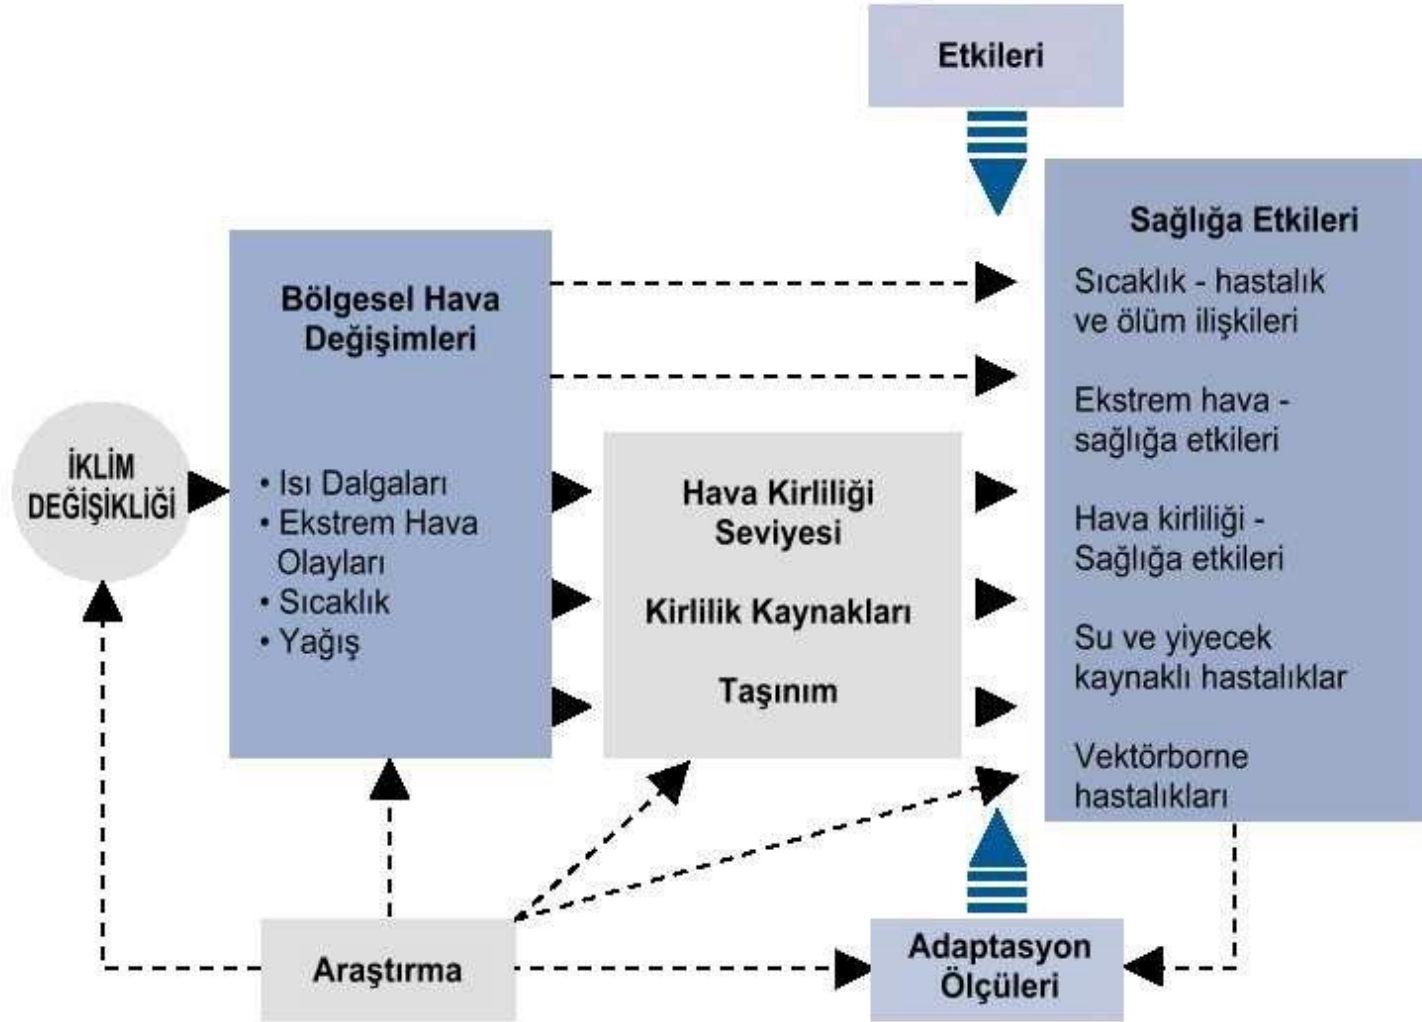 Etkileri
İKLİM
DEĞİŞİKLİĞİ
Bölgesel Hava
Değişimleri
• Isı Dalgaları
• Ekstrem Hava
Olayları
• Sıcaklık
• Yağış
Hava Kirliliği
Seviyesi
Kirlilik Kaynakları
Taşınım
Sağlığa Etkileri
Sıcaklık - hastalık
ve ölüm ilişkileri
Ekstrem hava -
sağlığa etkileri
Hava kirliliği -
Sağlığa etkileri
Su ve yiyecek
kaynaklı hastalıklar
Vektörborne
hastalıkları
Araştırma
Adaptasyon
Ölçüleri